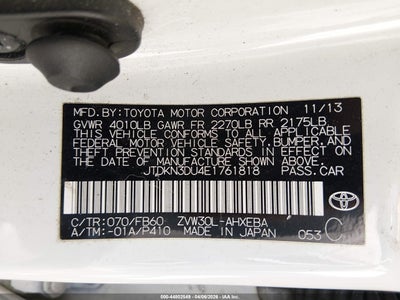 MFD.BY:TOYOTA MOTOR CORPORATION 11/13
GVWR 4010LB GAWR FR 2270LB RR 2175LB
THIS VEHICLE CONFORMS TO ALL APPLICABLE
FEDERAL MOTOR VEHICLE SAFETY, BUMPER, AND
THEFT PREVENTION STANDARDS IN EFFECT ON
THE DATE OF MANUFACTURE SHOWN ABOVE.
JTDKN3DU4E1761818 PASS.CAR
C/TR:070/FB60 ZVW30L-AHXEBA
A/TM:-01A/P410 MADE IN JAPAN 053 C
TOYOTA